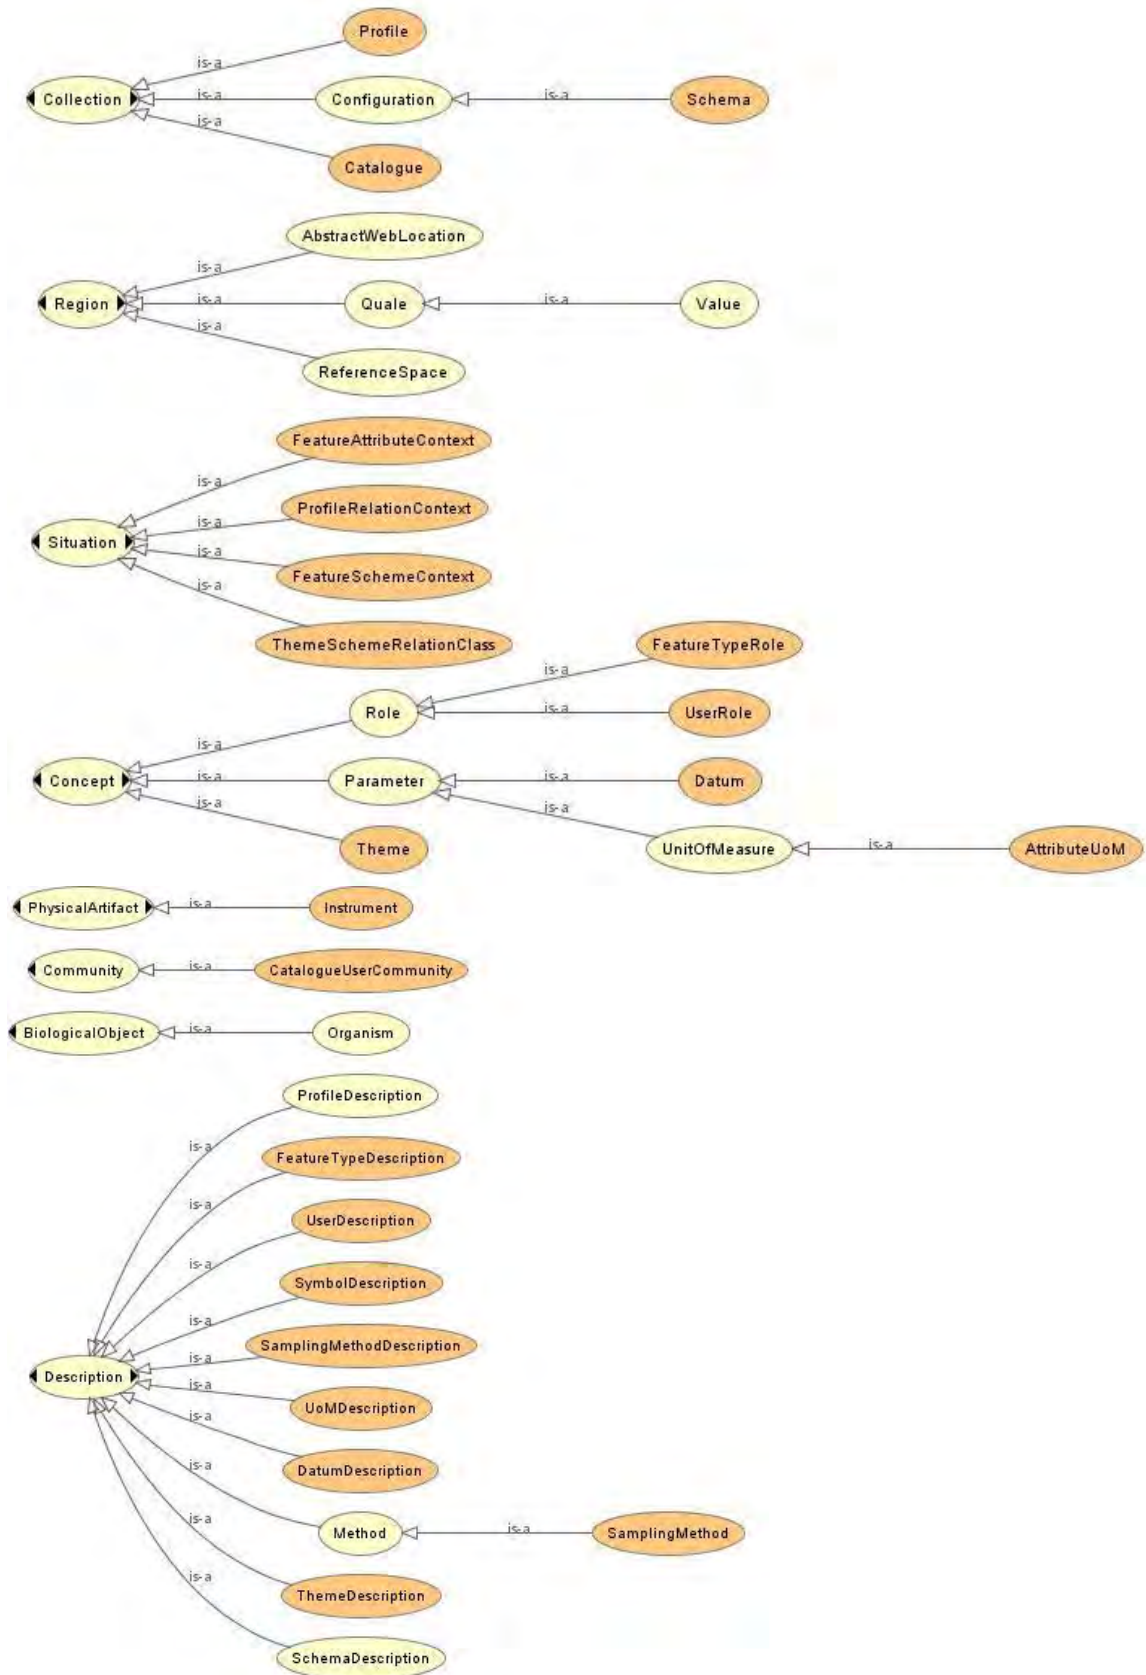 Profile
is-a
Collection
is-a
Configuration
is-a
Schema
is-a
Catalogue
AbstractWebLocation
is-a
Region
is-a
Quale
is-a
Value
is-a
ReferenceSpace
FeatureAttributeContext
is-a
ProfileRelationContext
is-a
Situation
is-a
FeatureSchemeContext
is-a
ThemeSchemeRelationClass
FeatureTypeRole
is-a
Role
is-a
UserRole
is-a
Concept
is-a
Parameter
is-a
Datum
is-a
is-a
Theme
UnitOfMeasure
is-a
AttributeUoM
PhysicalArtifact
is-a
Instrument
Community
is-a
CatalogueUserCommunity
BiologicalObject
is-a
Organism
ProfileDescription
is-a
FeatureTypeDescription
is-a
UserDescription
is-a
SymbolDescription
is-a
SamplingMethodDescription
is-a
Description
is-a
UoMDescription
is-a
DatumDescription
is-a
Method
is-a
SamplingMethod
is-a
ThemeDescription
is-a
SchemaDescription